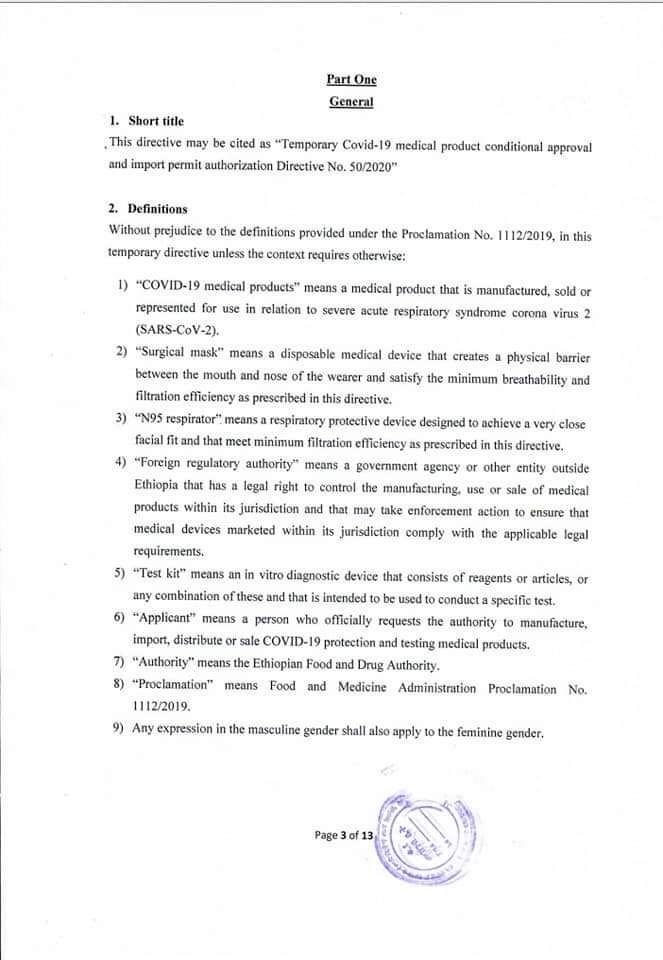 Part One
General
1. Short title
This directive may be cited as “Temporary Covid-19 medical product conditional approval
and import permit authorization Directive No. 50/2020”
2. Definitions
Without prejudice to the definitions provided under the Proclamation No. 1112/2019, in this
temporary directive unless the context requires otherwise:
1) “COVID-19 medical products” means a medical product that is manufactured, sold or
represented for use in relation to severe acute respiratory syndrome corona virus 2
(SARS-CoV-2).
2) “Surgical mask” means a disposable medical device that creates a physical barrier
between the mouth and nose of the wearer and satisfy the minimum breathability and
filtration efficiency as prescribed in this directive.
3) “N95 respirator” means a respiratory protective device designed to achieve a very close
facial fit and that meet minimum filtration efficiency as prescribed in this directive.
4) “Foreign regulatory authority” means a government agency or other entity outside
Ethiopia that has a legal right to control the manufacturing, use or sale of medical
products within its jurisdiction and that may take enforcement action to ensure that
medical devices marketed within its jurisdiction comply with the applicable legal
requirements.
5) “Test kit” means an in vitro diagnostic device that consists of reagents or articles, or
any combination of these and that is intended to be used to conduct a specific test.
6) “Applicant” means a person who officially requests the authority to manufacture,
import, distribute or sale COVID-19 protection and testing medical products.
7) “Authority” means the Ethiopian Food and Drug Authority.
8) “Proclamation” means Food and Medicine Administration Proclamation No.
1112/2019.
9) Any expression in the masculine gender shall also apply to the feminine gender.
Page 3 of 13